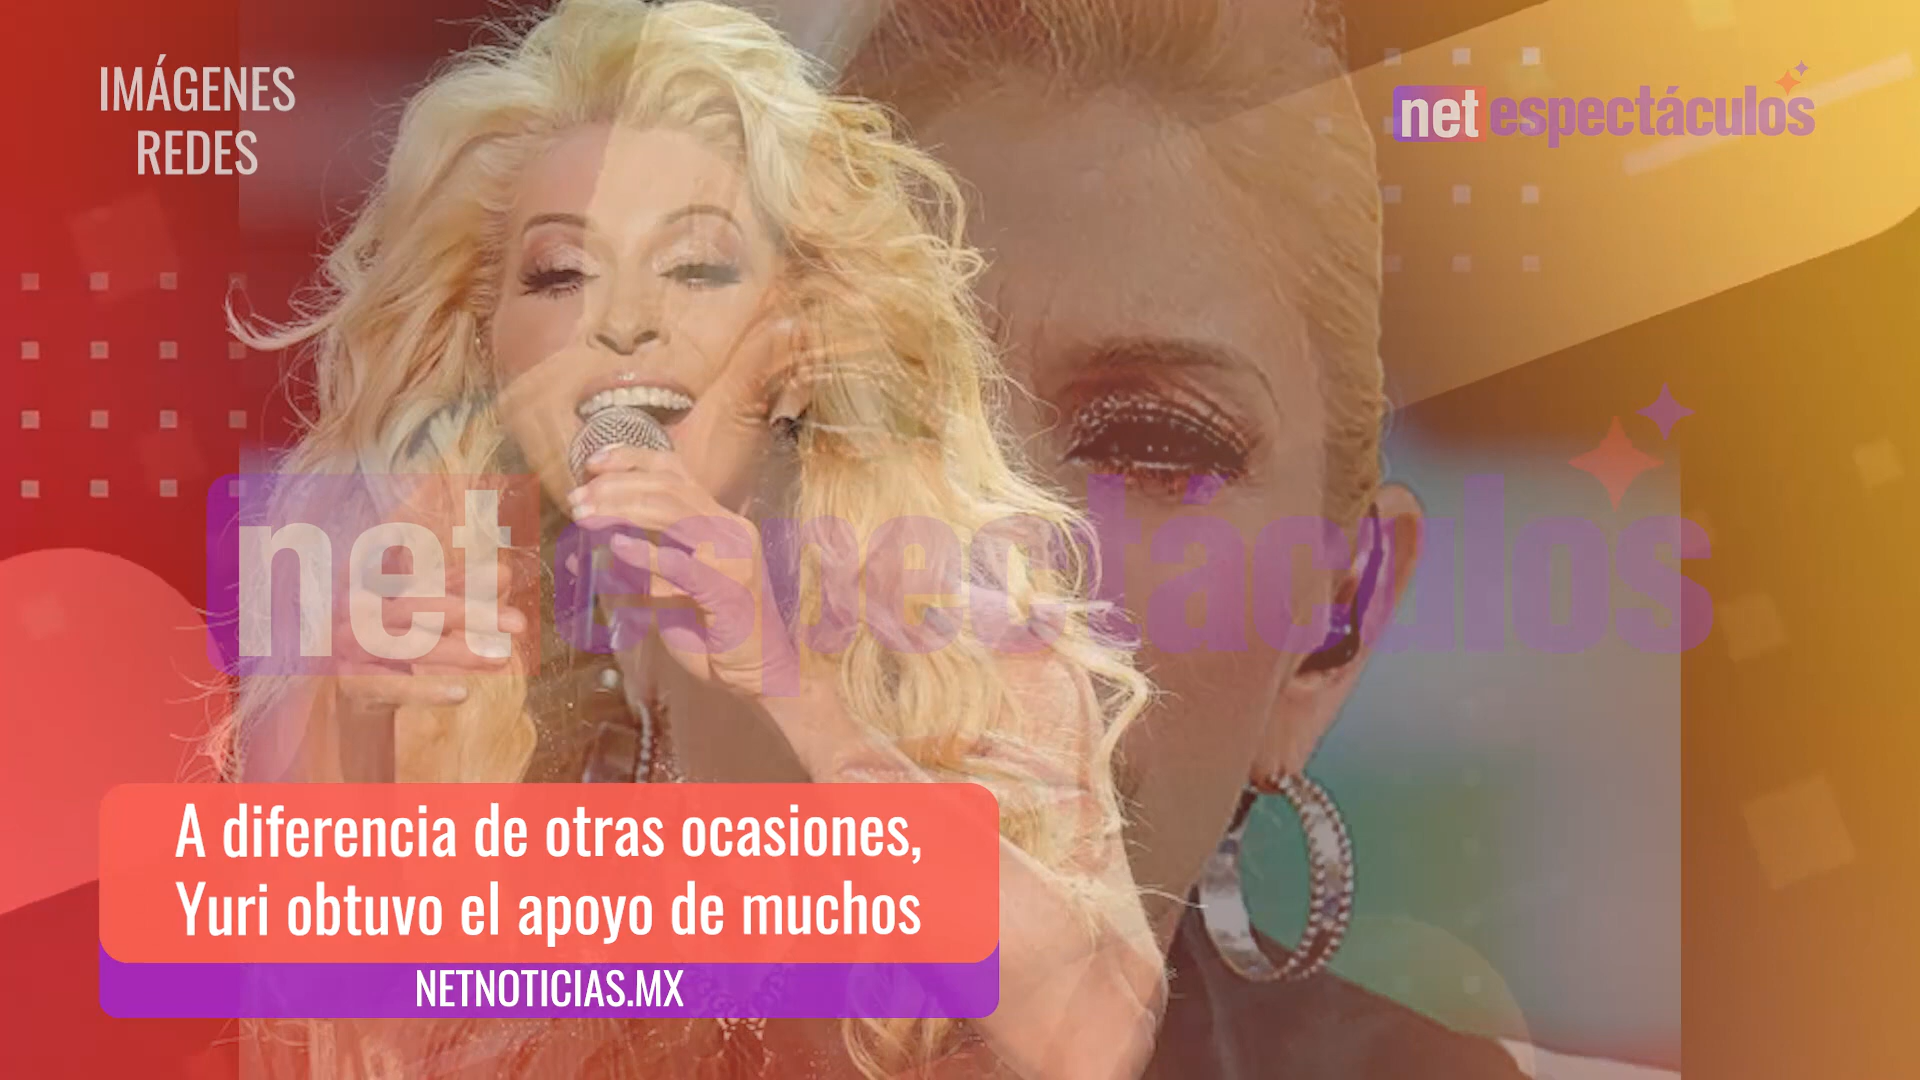 IMÁGENES
REDES
net espectáculos
net espectáculos
A diferencia de otras ocasiones,
Yuri obtuvo el apoyo de muchos
NETNOTICIAS.MX